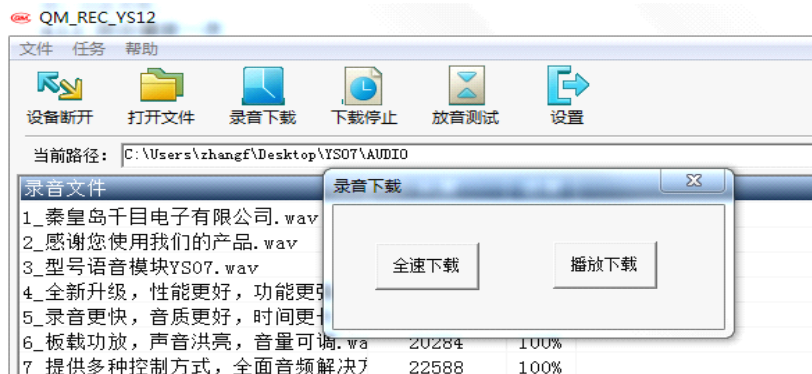 QM_REC_YS12
文件 任务 帮助
设备断开 打开文件 录音下载 下载停止 放音测试 设置
当前路径： C:\Users\zhangf\Desktop\YS07\AUDIO
录音文件
录音下载
1_秦皇岛千目电子有限公司.wav
2_感谢您使用我们的产品.wav
3_型号语音模块YS07.wav
全速下载 播放下载
4_全新升级，性能更好，功能更
5_录音更快，音质更好，时间更
6_板载功放，声音洪亮，音量可调.wa 20284 100%
7_提供多种控制方式，全面音频解决 22588 100%